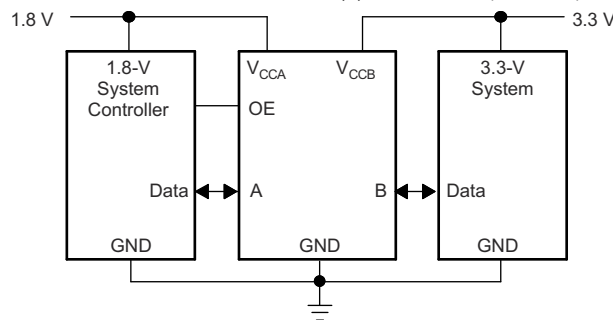 1.8 V
3.3 V
1.8-V
System
Controller
VCCA
VCCB
3.3-V
System
OE
Data
A
B
Data
GND
GND
GND